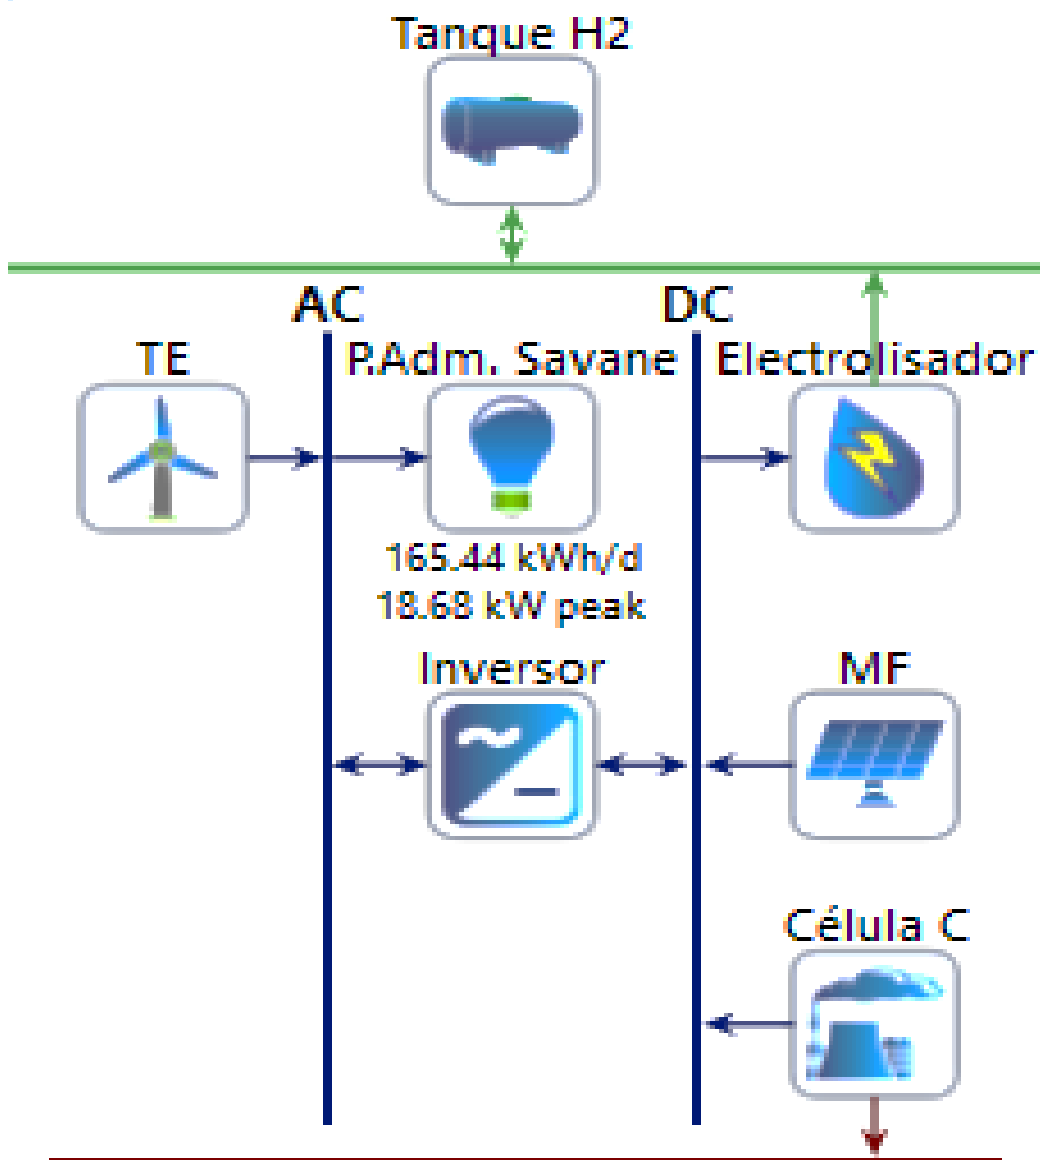 Tanque H2
AC
DC
TE
P.Adm. Savane
Electrolisador
165.44 kWh/d
18.68 kW peak
Inversor
MF
Célula C